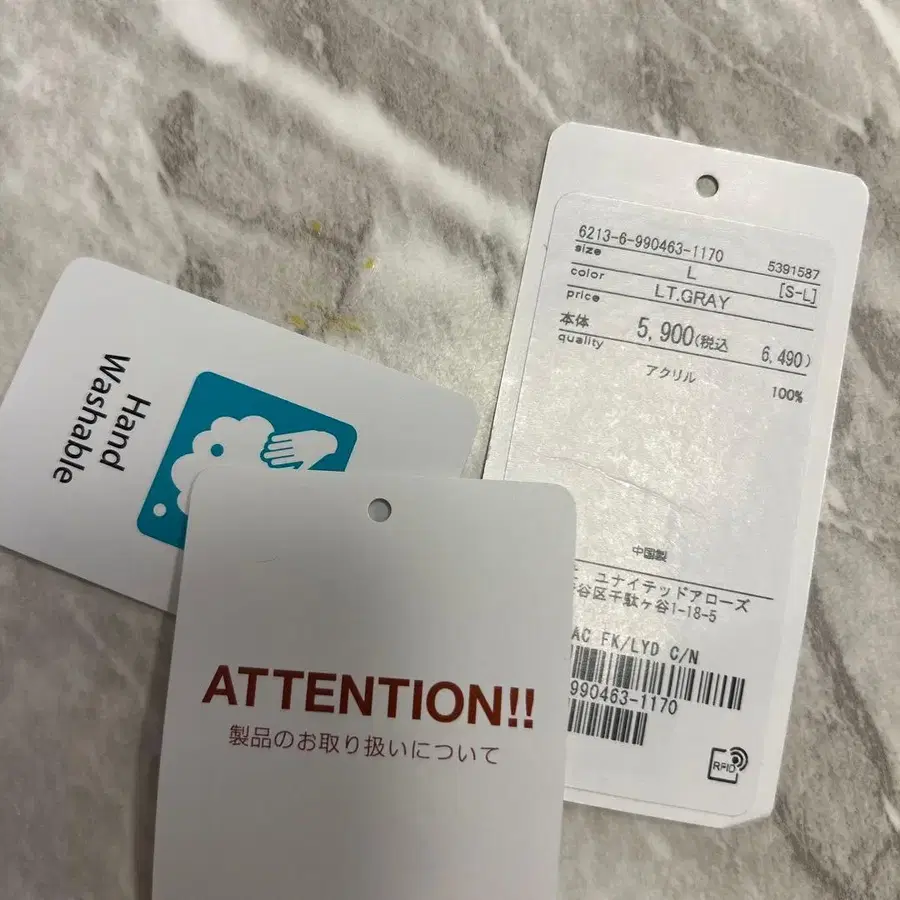 6213-6-990463-1170
5391587
size L [S-L]
color LT.GRAY
price
本体 5,900(税込 6,490)
quality
アクリル 100%
中国製
ユナイテッドアローズ
谷区千駄ヶ谷1-18-5
AC FK/LYD C/N
990463-1170
RFID
Hand
Washable
ATTENTION!!
製品のお取り扱いについて